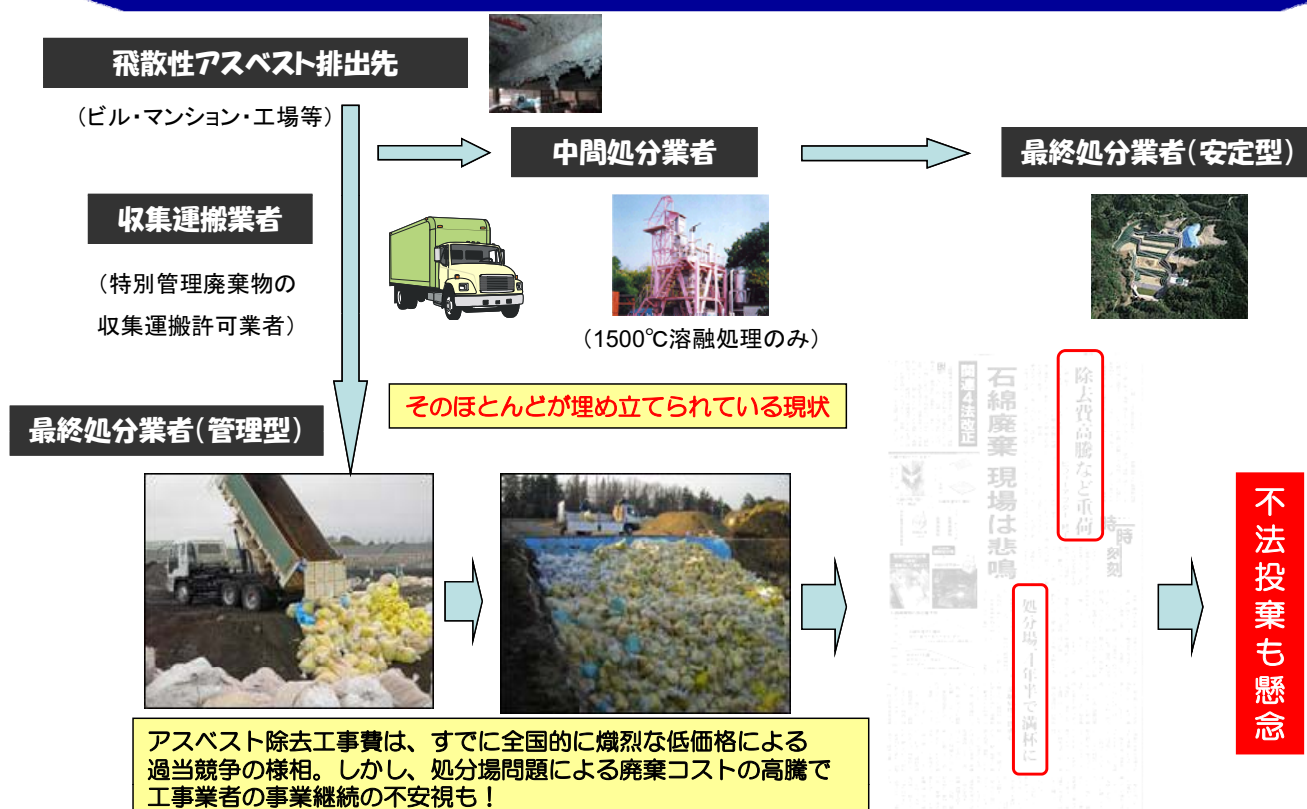 飛散性アスベスト排出先
(ビル・マンション・工場等)
中間処分業者
最終処分業者(安定型)
収集運搬業者
(特別管理廃棄物の
収集運搬許可業者)
(1500℃溶融処理のみ)
そのほとんどが埋め立てられている現状
最終処分業者(管理型)
関連4法改正
石綿廃棄 現場は悲鳴
除去費高騰など重荷
時時刻刻
処分場、1年半で満杯に
不法投棄も懸念
アスベスト除去工事費は、すでに全国的に熾烈な低価格による
過当競争の様相。しかし、処分場問題による廃棄コストの高騰で
工事業者の事業継続の不安視も！